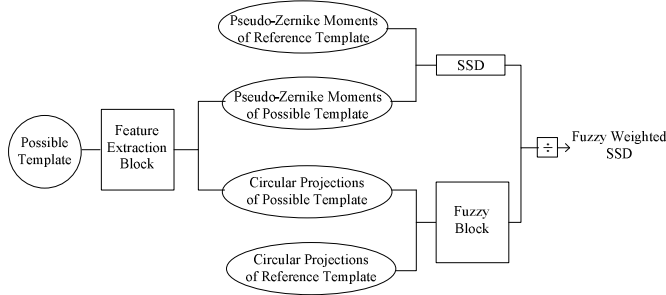 Pseudo-Zernike Moments
of Reference Template
SSD
Pseudo-Zernike Moments
of Possible Template
Possible
Template
Feature
Extraction
Block
÷
Fuzzy Weighted
SSD
Circular Projections
of Possible Template
Fuzzy
Block
Circular Projections
of Reference Template